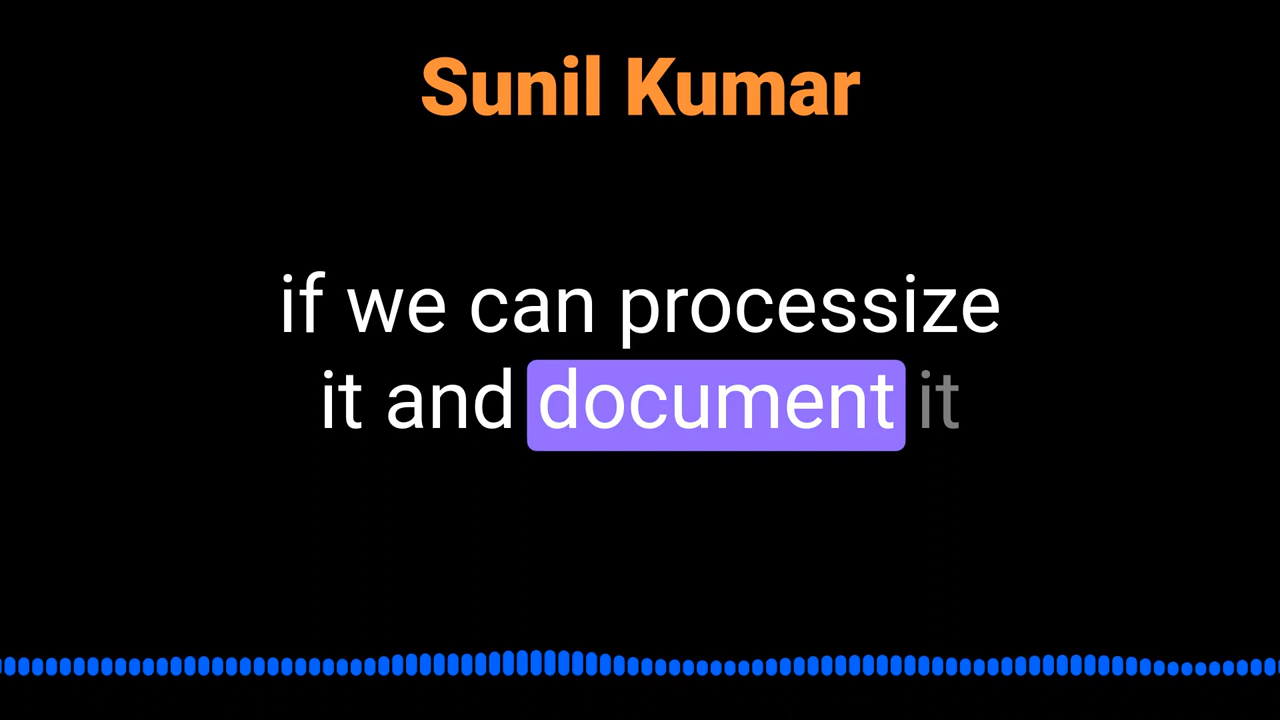 Sunil Kumar
if we can processize
it and document it